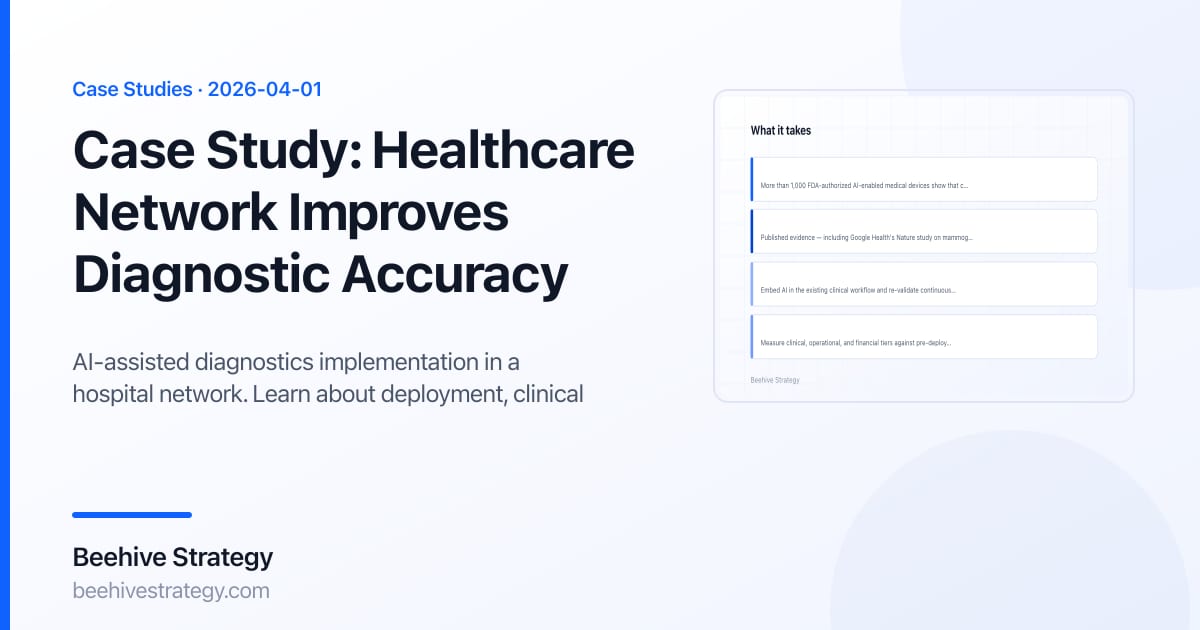 Case Studies · 2026-04-01
Case Study: Healthcare
Network Improves
Diagnostic Accuracy
AI-assisted diagnostics implementation in a
hospital network. Learn about deployment, clinical
Beehive Strategy
beehivestrategy.com
What it takes
More than 1,000 FDA-authorized AI-enabled medical devices show that c...
Published evidence — including Google Health's Nature study on mammog...
Embed AI in the existing clinical workflow and re-validate continuous...
Measure clinical, operational, and financial tiers against pre-deploy...
Beehive Strategy